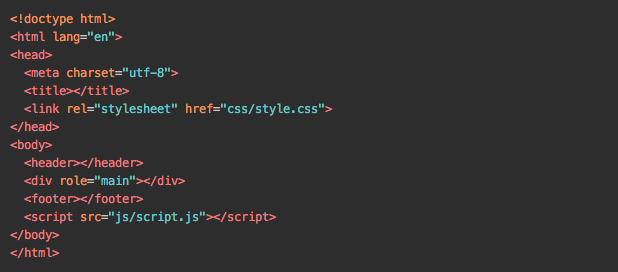 <!doctype html>
<html lang="en">
<head>
  <meta charset="utf-8">
  <title></title>
  <link rel="stylesheet" href="css/style.css">
</head>
<body>
  <header></header>
  <div role="main"></div>
  <footer></footer>
  <script src="js/script.js"></script>
</body>
</html>